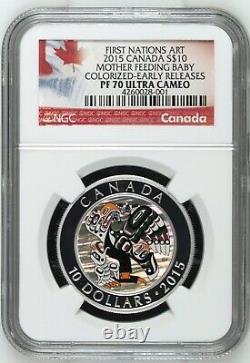 FIRST NATIONS ART
2015 CANADA S$10
MOTHER FEEDING BABY
COLORIZED-EARLY RELEASES
PF 70 ULTRA CAMEO
4260028-001
NGC
Canada
CANADA
10 DOLLARS • 2015